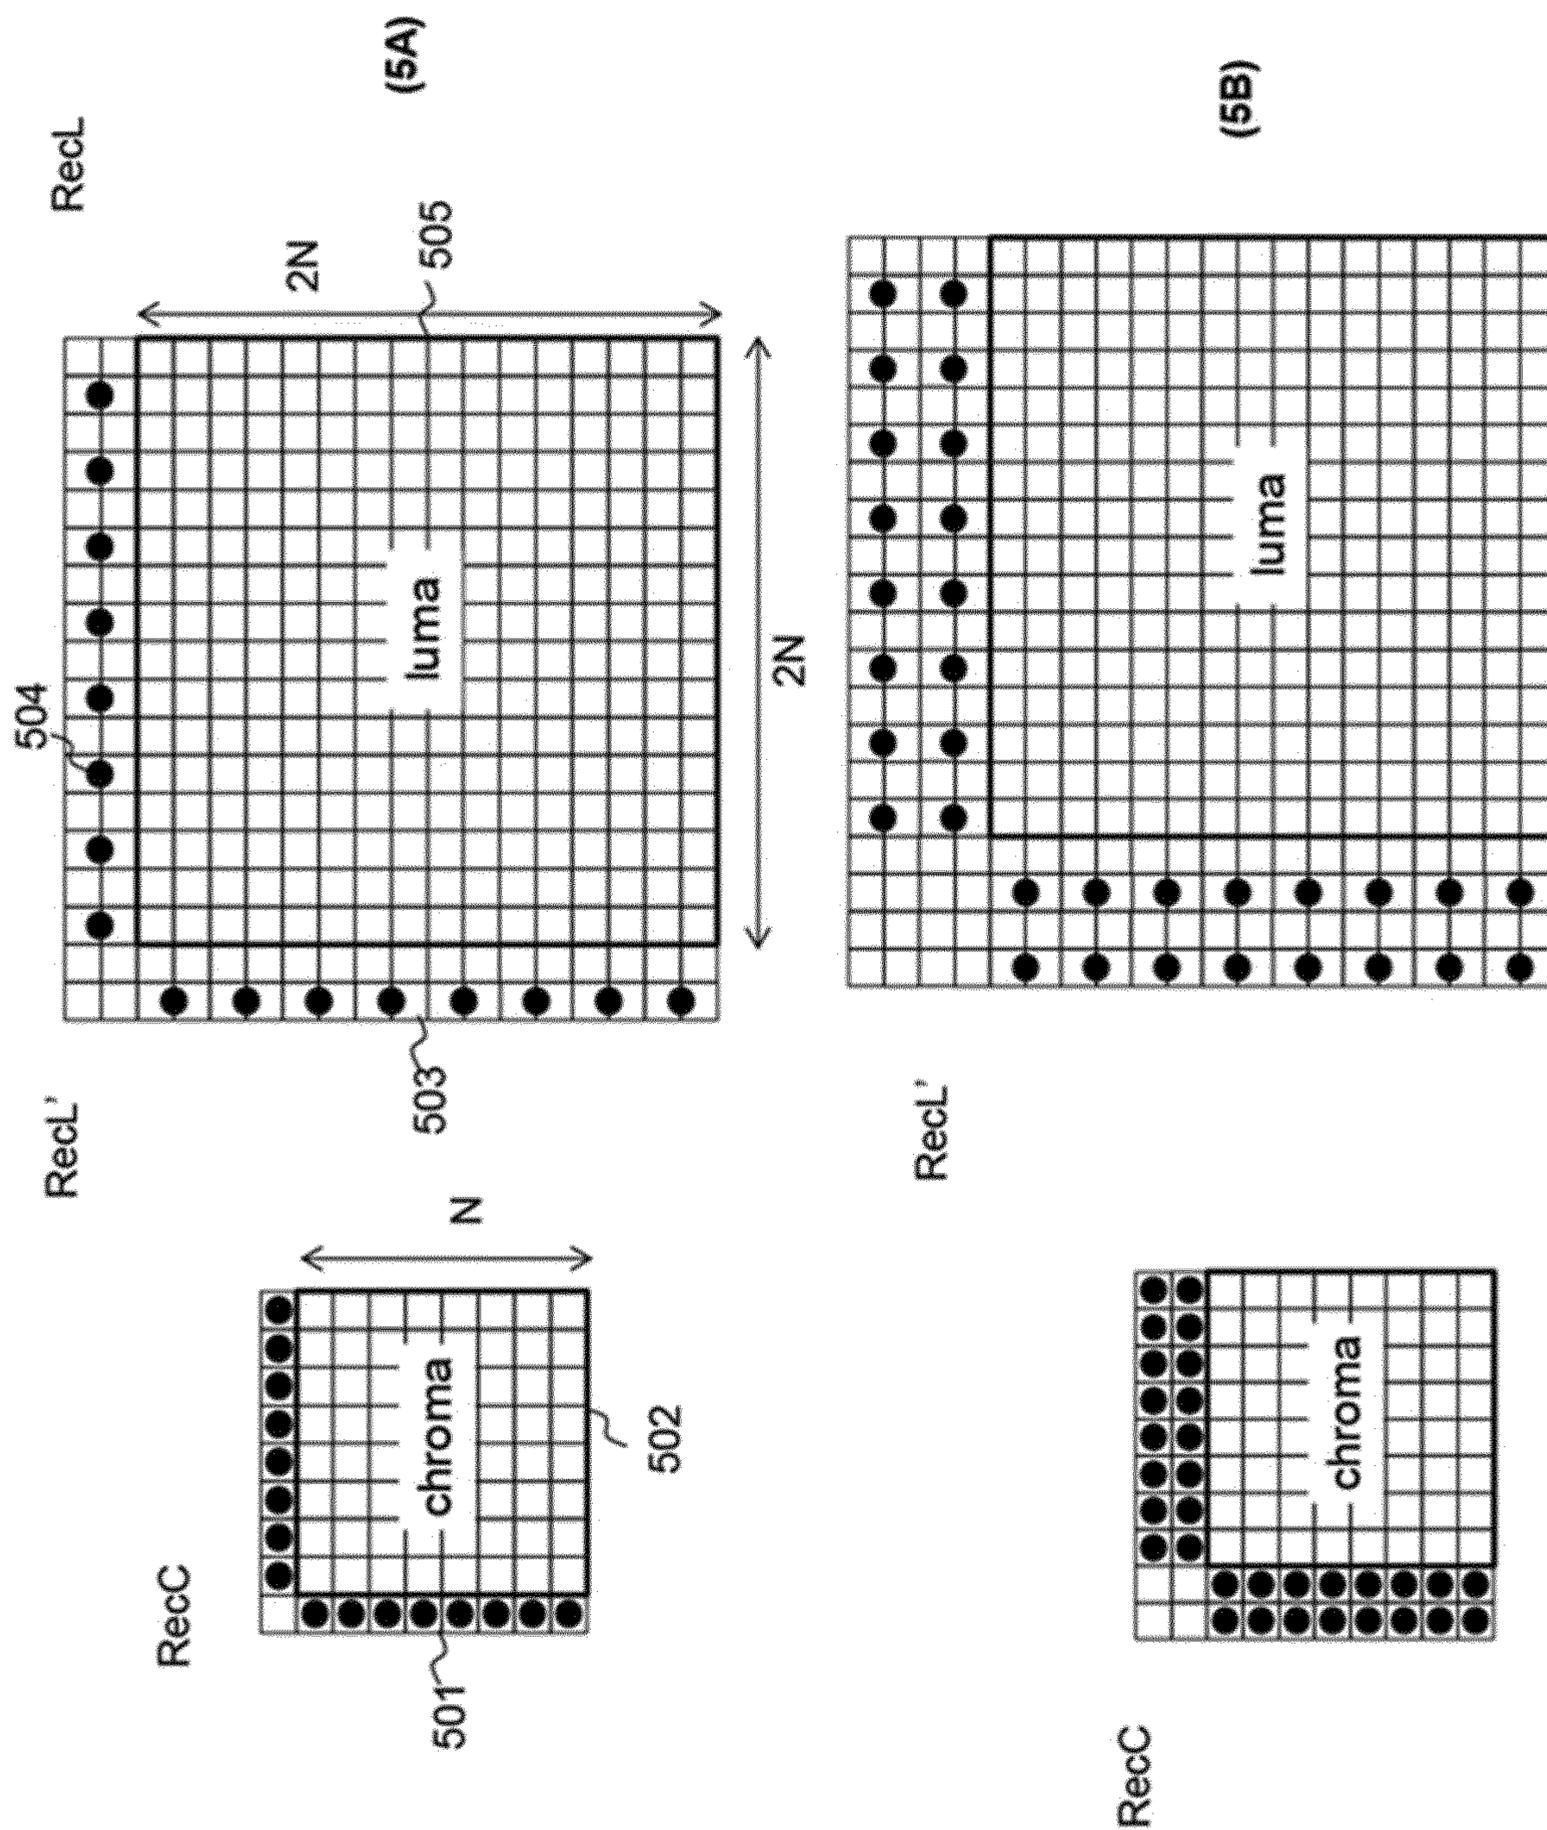 RecC
RecL'
RecL
501
chroma
502
N
503
504
luma
505
2N
2N
(5A)
RecC
chroma
RecL'
luma
(5B)